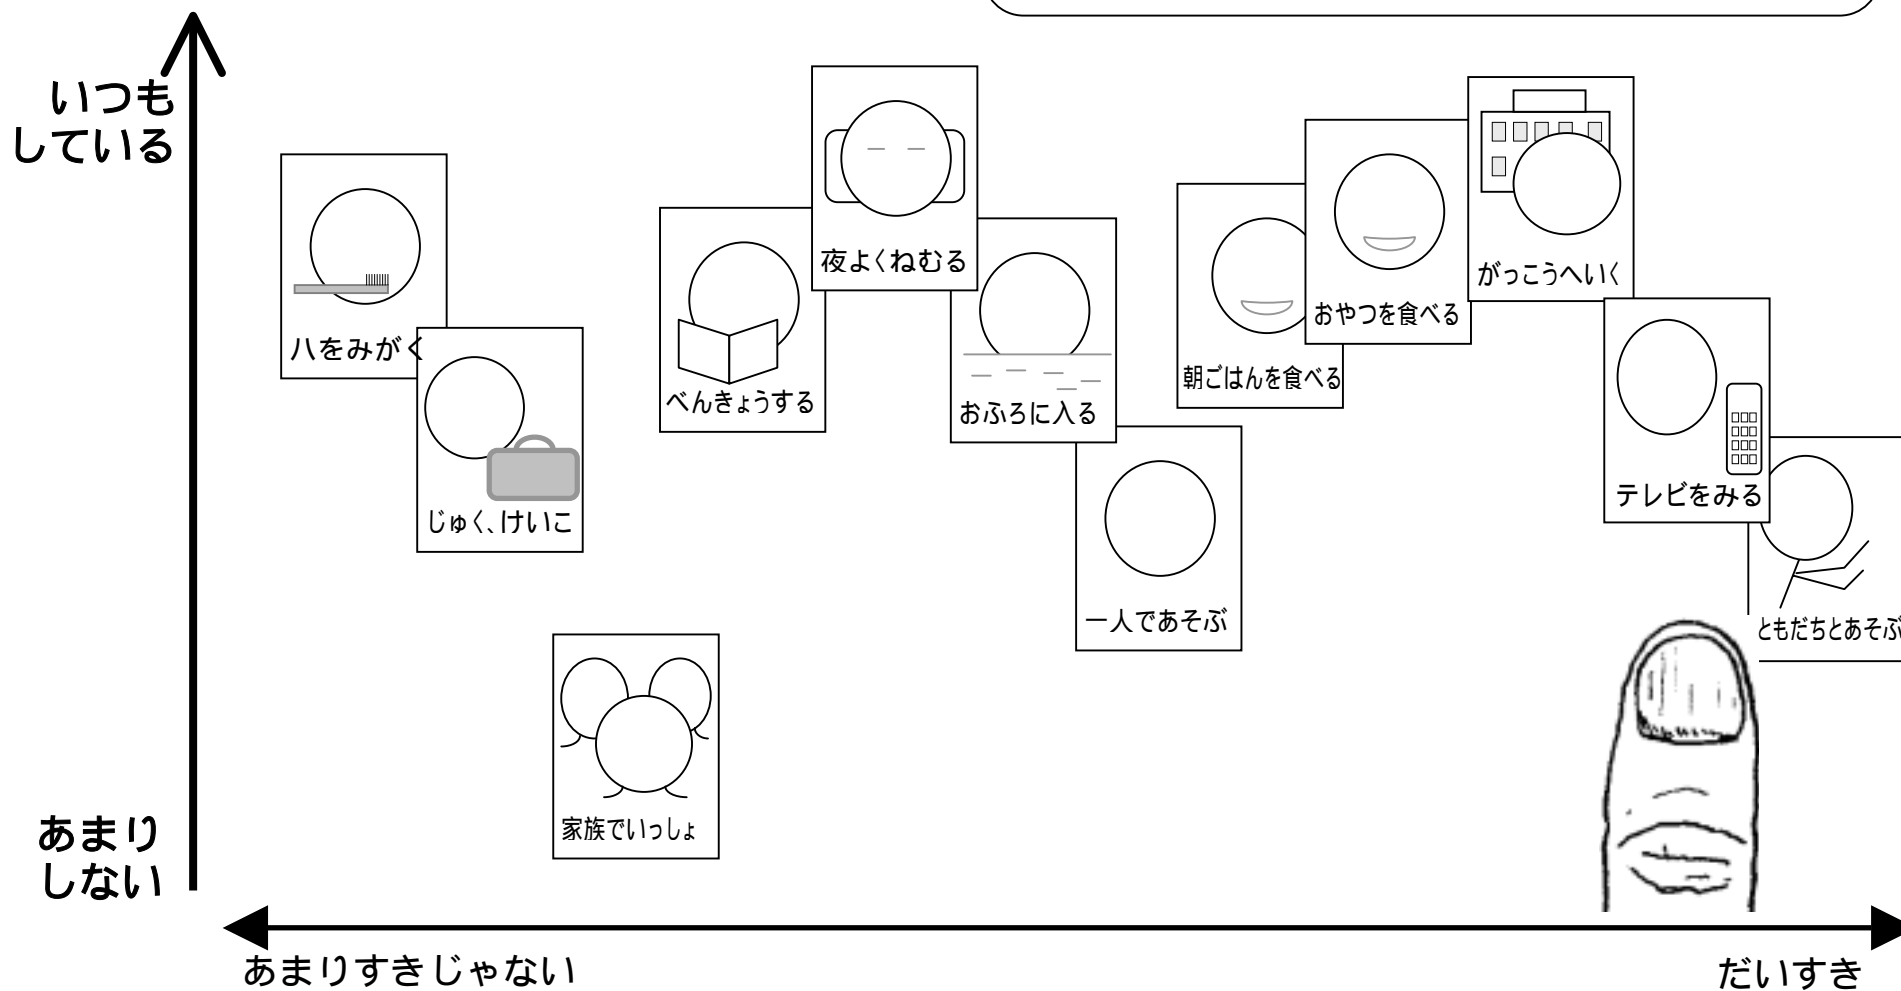 いつも
している
ハをみがく
じゅく、けいこ
家族でいっしょ
べんきょうする
夜よくねむる
おふろに入る
一人であそぶ
朝ごはんを食べる
おやつを食べる
がっこうへいく
テレビをみる
ともだちとあそぶ
あまり
しない
あまりすきじゃない
だいすき